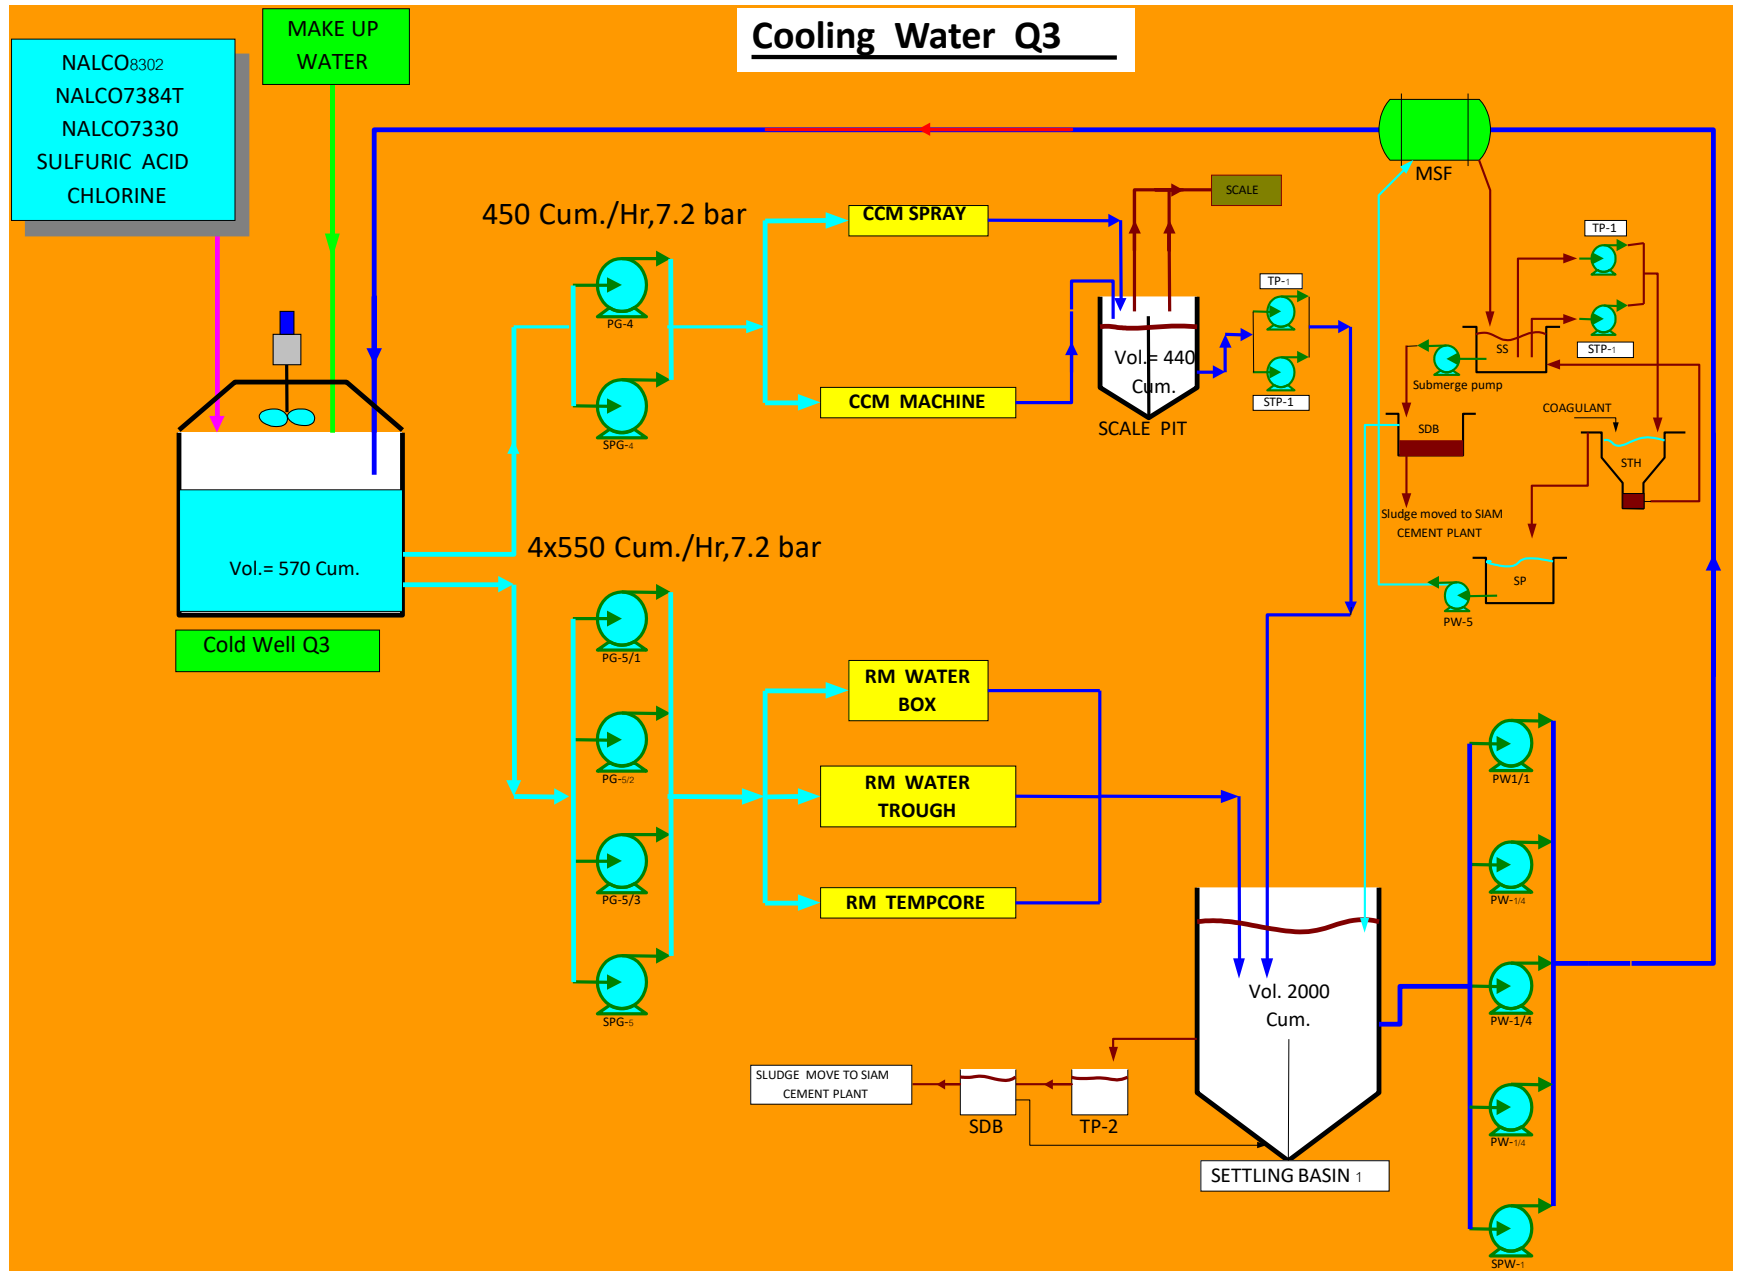 Cooling Water Q3
NALCO8302
NALCO7384T
NALCO7330
SULFURIC ACID
CHLORINE
MAKE UP
WATER
450 Cum./Hr,7.2 bar
PG-4
SPG-4
CCM SPRAY
CCM MACHINE
SCALE
Vol.= 440
Cum.
SCALE PIT
TP-1
STP-1
MSF
TP-1
STP-1
SS
Submerge pump
SDB
COAGULANT
STH
Sludge moved to SIAM
CEMENT PLANT
SP
PW-5
Vol.= 570 Cum.
Cold Well Q3
4x550 Cum./Hr,7.2 bar
PG-5/1
PG-5/2
PG-5/3
SPG-5
RM WATER
BOX
RM WATER
TROUGH
RM TEMPCORE
Vol. 2000
Cum.
SETTLING BASIN 1
SLUDGE MOVE TO SIAM
CEMENT PLANT
SDB
TP-2
PW1/1
PW-1/4
PW-1/4
PW-1/4
SPW-1